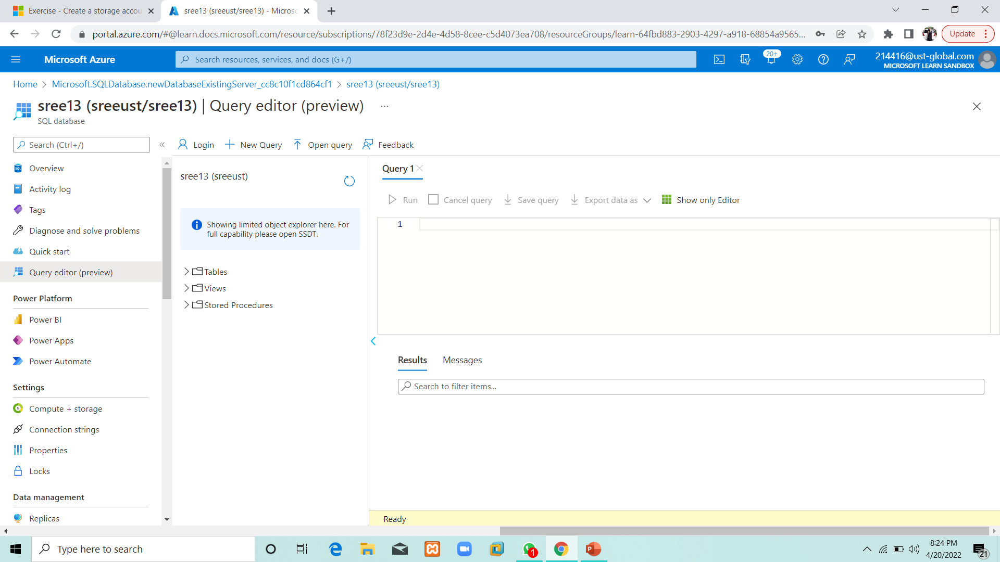 Exercise - Create a storage accou
sree13 (sreeust/sree13) - Microso
portal.azure.com/#@learn.docs.microsoft.com/resource/subscriptions/78f23d9e-2d4e-4d58-8cee-c5d4073ea708/resourceGroups/learn-64fbd883-2903-4297-a918-68854a9565...
Update
Microsoft Azure
Search resources, services, and docs (G+/)
20+
214416@ust-global.com
MICROSOFT LEARN SANDBOX
Home > Microsoft.SQLDatabase.newDatabaseExistingServer_cc8c10f1cd864cf1 > sree13 (sreeust/sree13)
sree13 (sreeust/sree13) | Query editor (preview) ...
SQL database
Search (Ctrl+/)
«
Login
New Query
Open query
Feedback
Overview
Activity log
Tags
Diagnose and solve problems
Quick start
Query editor (preview)
Power Platform
Power BI
Power Apps
Power Automate
Settings
Compute + storage
Connection strings
Properties
Locks
Data management
Replicas
sree13 (sreeust)
Showing limited object explorer here. For
full capability please open SSDT.
Tables
Views
Stored Procedures
Query 1
Run
Cancel query
Save query
Export data as
Show only Editor
1
Results
Messages
Search to filter items...
Ready
Type here to search
1
8:24 PM
4/20/2022
21